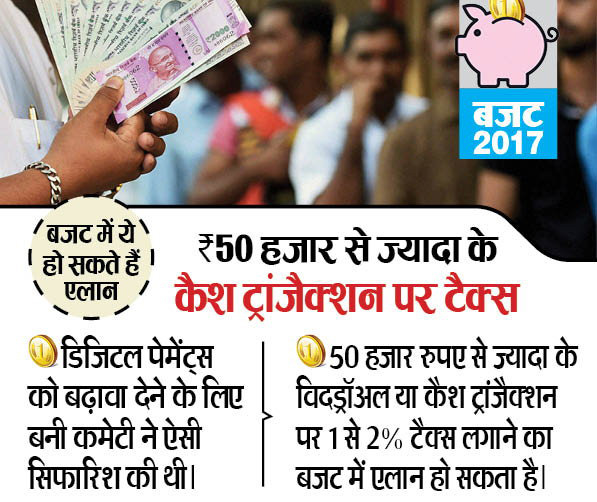 ₹2000
बजट
2017
बजट में ये
हो सकते हैं
एलान
₹50 हजार से ज्यादा के
कैश ट्रांजैक्शन पर टैक्स
डिजिटल पेमेंट्स
को बढ़ावा देने के लिए
बनी कमेटी ने ऐसी
सिफारिश की थी।
50 हजार रुपए से ज्यादा के
विदड्रॉअल या कैश ट्रांजैक्शन
पर 1 से 2% टैक्स लगाने का
बजट में एलान हो सकता है।